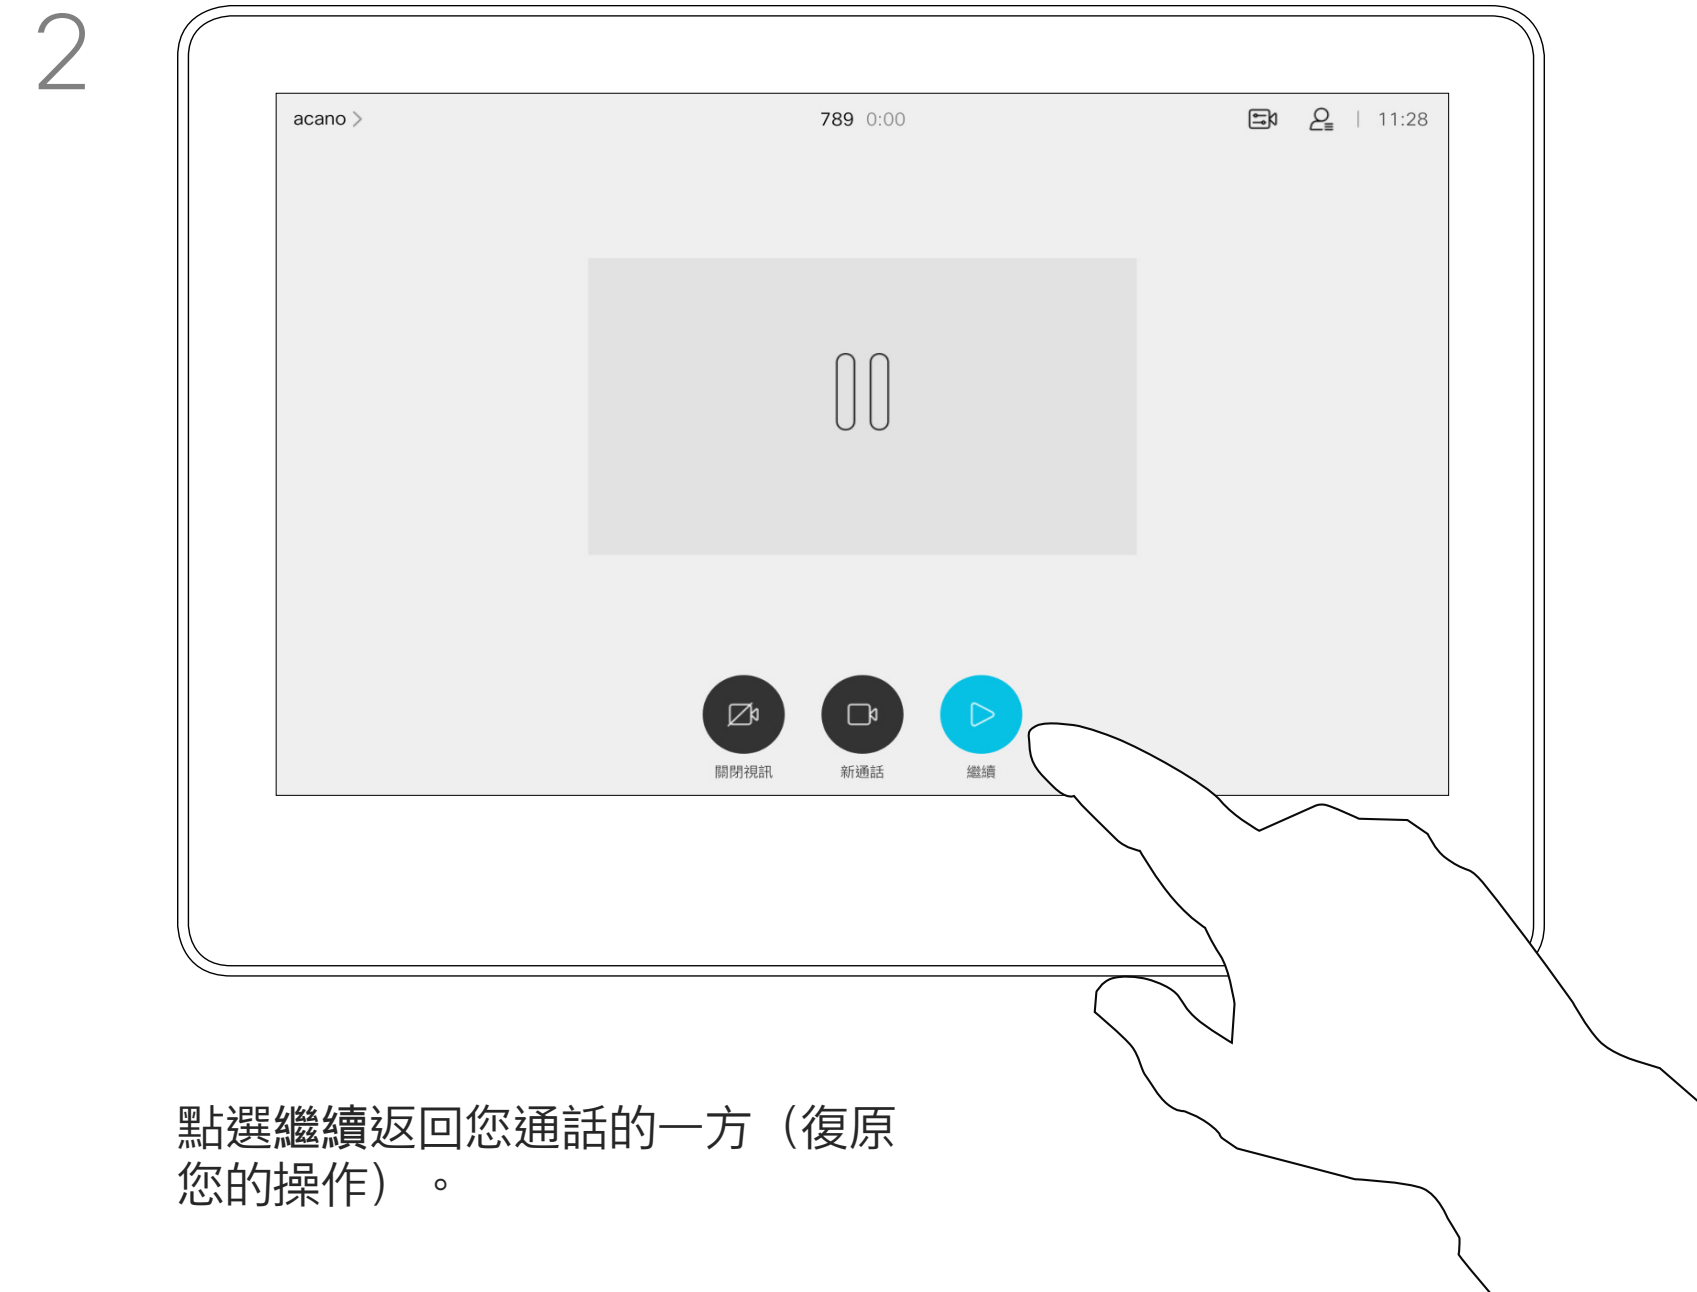 2
acano
789 0:00
11:28
關閉視訊
新通話
繼續
點選繼續返回您通話的一方（復原
您的操作）。